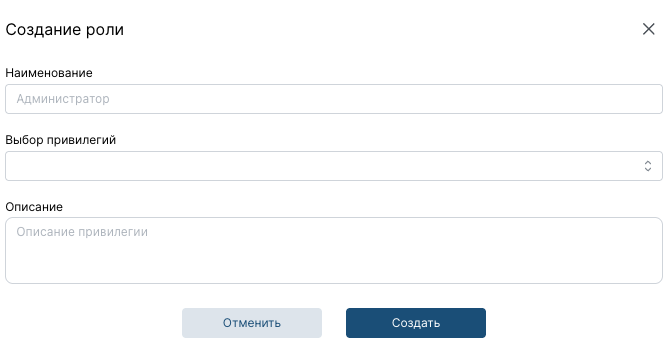 Создание роли
Наименование
Администратор
Выбор привилегий
Описание
Описание привилегии
Отменить
Создать